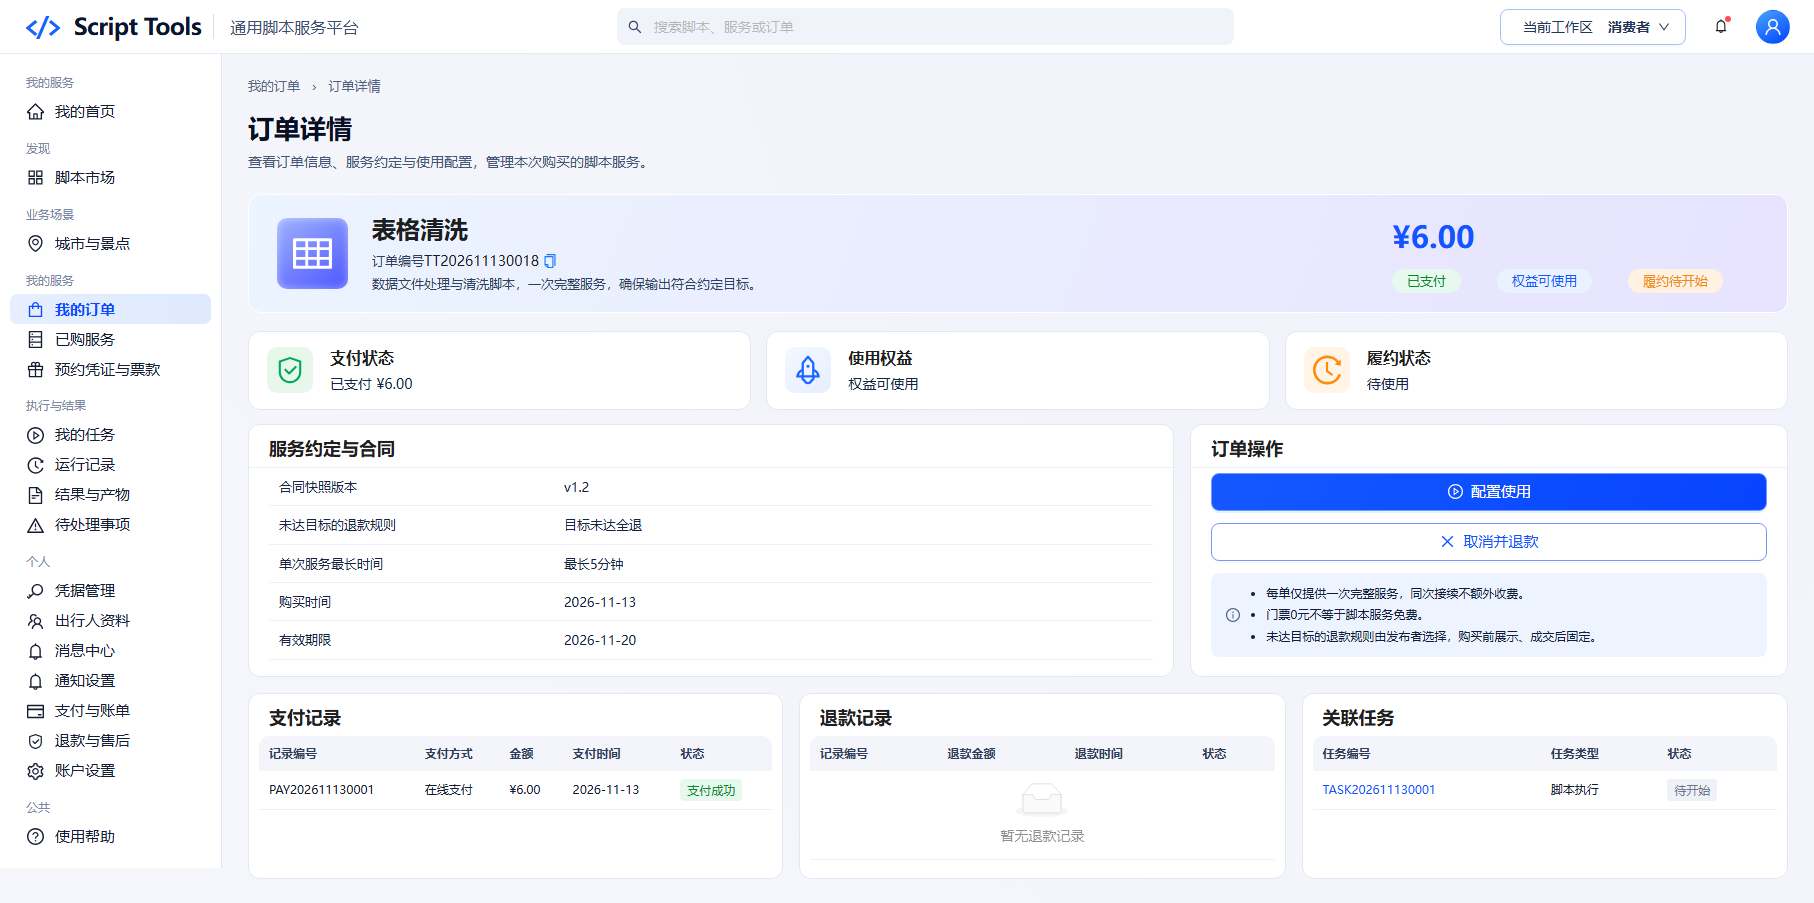 Script Tools
通用脚本服务平台
搜索脚本、服务或订单
当前工作区 消费者
我的服务
我的首页
发现
脚本市场
业务场景
城市与景点
我的服务
我的订单
已购服务
预约凭证与票款
执行与结果
我的任务
运行记录
结果与产物
待处理事项
个人
凭据管理
出行人资料
消息中心
通知设置
支付与账单
退款与售后
账户设置
公共
使用帮助
我的订单 › 订单详情
订单详情
查看订单信息、服务约定与使用配置，管理本次购买的脚本服务。
表格清洗
订单编号TT202611130018
数据文件处理与清洗脚本，一次完整服务，确保输出符合约定目标。
¥6.00
已支付 权益可使用 履约待开始
支付状态
已支付 ¥6.00
使用权益
权益可使用
履约状态
待使用
服务约定与合同
合同快照版本 v1.2
未达目标的退款规则 目标未达全退
单次服务最长时间 最长5分钟
购买时间 2026-11-13
有效期限 2026-11-20
订单操作
配置使用
取消并退款
• 每单仅提供一次完整服务，同次接续不额外收费。
• 门票0元不等于脚本服务免费。
• 未达目标的退款规则由发布者选择，购买前展示、成交后固定。
支付记录
记录编号 支付方式 金额 支付时间 状态
PAY202611130001 在线支付 ¥6.00 2026-11-13 支付成功
退款记录
记录编号 退款金额 退款时间 状态
暂无退款记录
关联任务
任务编号 任务类型 状态
TASK202611130001 脚本执行 待开始